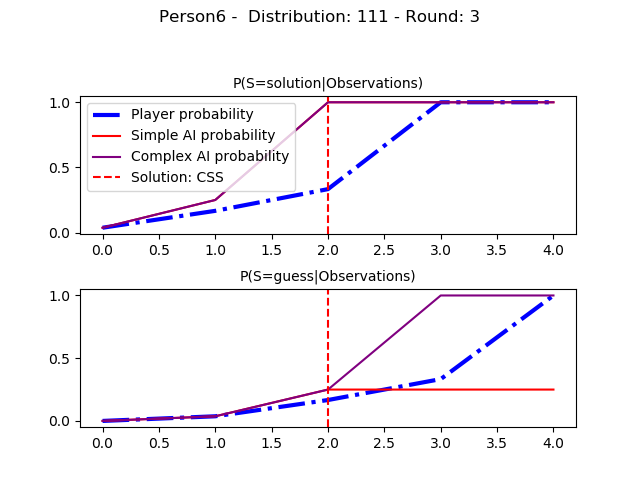 Person6 -  Distribution: 111 - Round: 3
P(S=solution|Observations)
1.0
0.5
0.0
Player probability
Simple AI probability
Complex AI probability
Solution: CSS
0.0 0.5 1.0 1.5 2.0 2.5 3.0 3.5 4.0
P(S=guess|Observations)
1.0
0.5
0.0
0.0 0.5 1.0 1.5 2.0 2.5 3.0 3.5 4.0